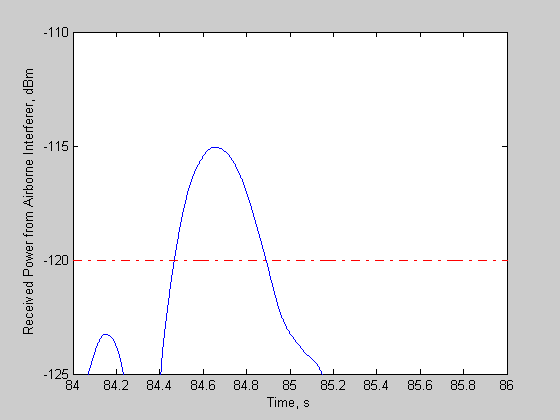 -110
-115
-120
-125
Received Power from Airborne Interferer, dBm
84 84.2 84.4 84.6 84.8 85 85.2 85.4 85.6 85.8 86
Time, s